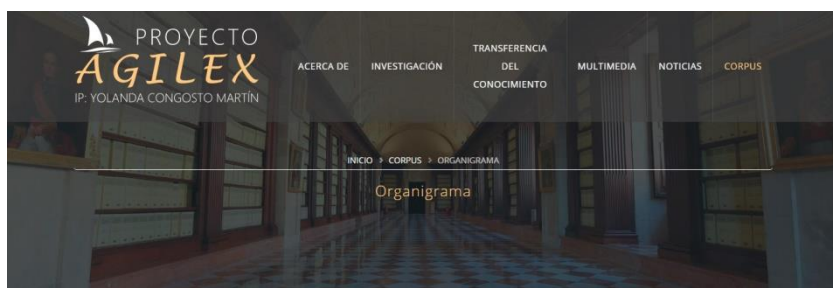 PROYECTO
AGILEX
IP: YOLANDA CONGOSTO MARTÍN
ACERCA DE
INVESTIGACIÓN
TRANSFERENCIA
DEL
CONOCIMIENTO
MULTIMEDIA
NOTICIAS
CORPUS
INICIO > CORPUS > ORGANIGRAMA
Organigrama